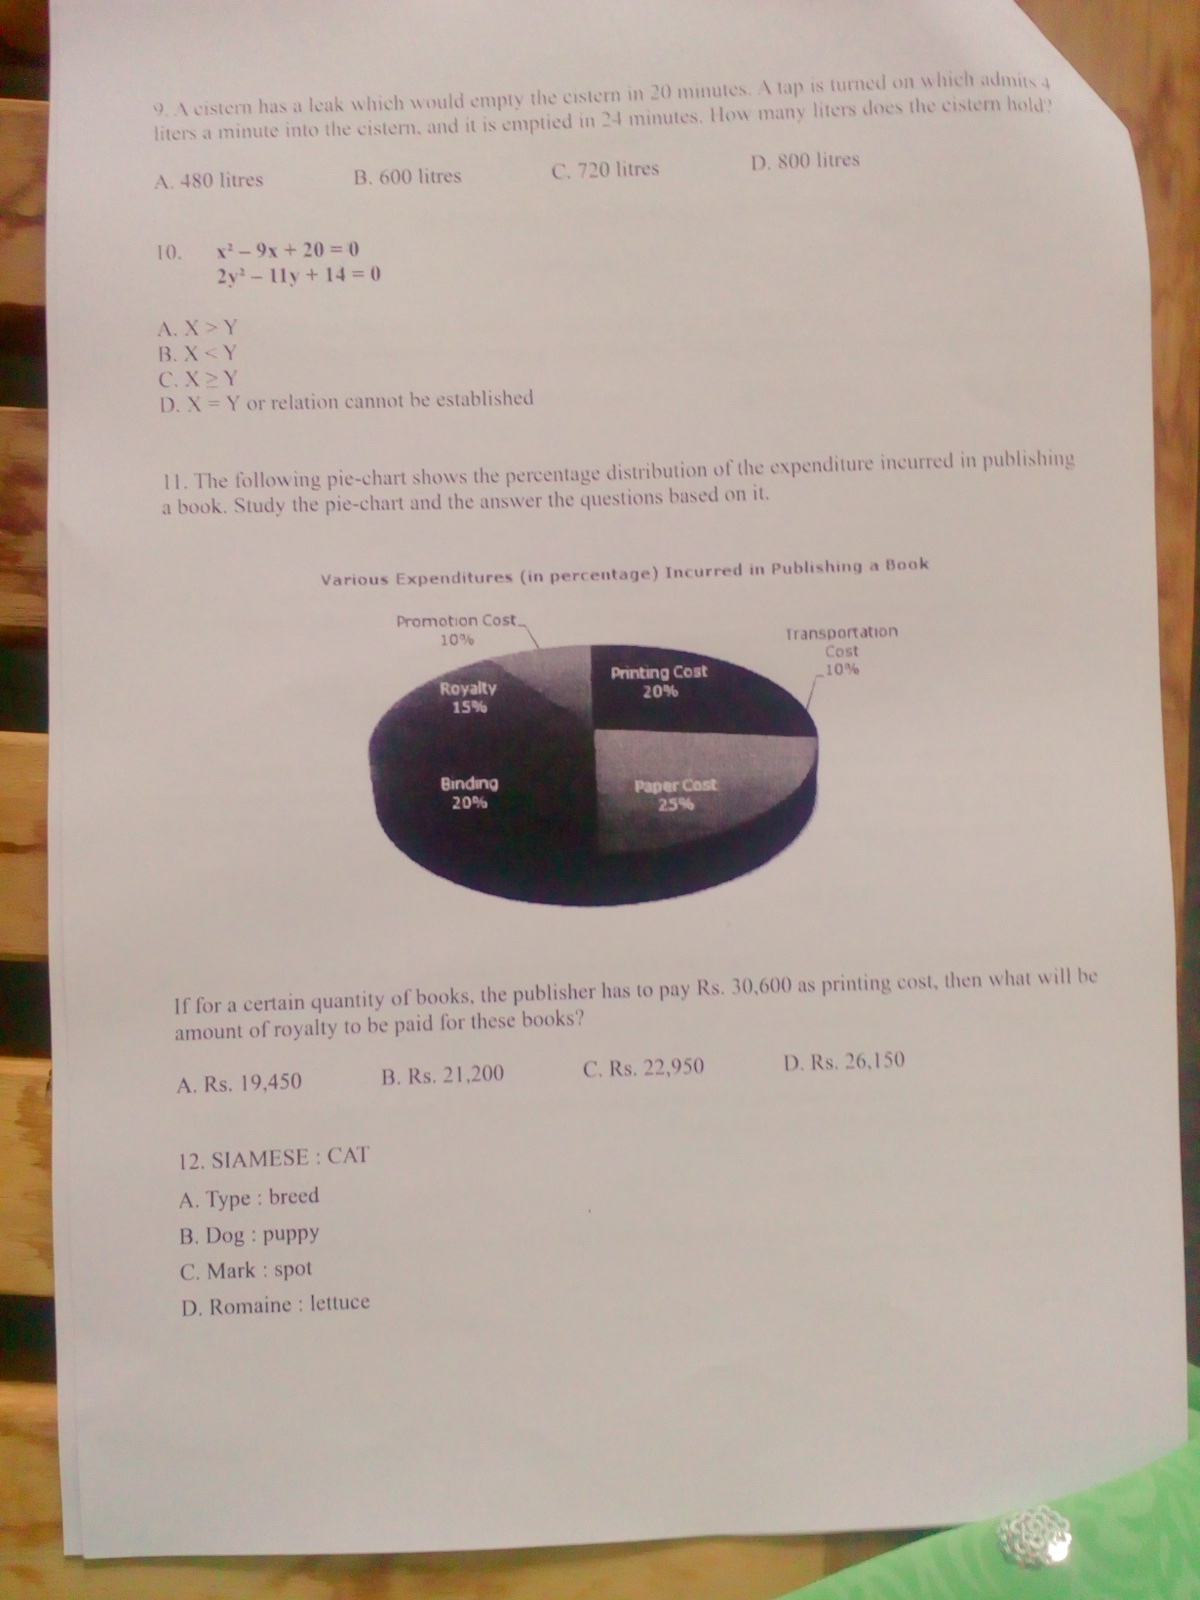 9. A cistern has a leak which would empty the cistern in 20 minutes. A tap is turned on which admits 4
liters a minute into the cistern, and it is emptied in 24 minutes. How many liters does the cistern hold?
A. 480 litres B. 600 litres C. 720 litres D. 800 litres
10. x² – 9x + 20 = 0
2y² – 11y + 14 = 0
A. X > Y
B. X < Y
C. X ≥ Y
D. X = Y or relation cannot be established
11. The following pie-chart shows the percentage distribution of the expenditure incurred in publishing
a book. Study the pie-chart and the answer the questions based on it.
Various Expenditures (in percentage) Incurred in Publishing a Book
Promotion Cost
10%
Transportation
Cost
10%
Printing Cost
20%
Royalty
15%
Binding
20%
Paper Cost
25%
If for a certain quantity of books, the publisher has to pay Rs. 30,600 as printing cost, then what will be
amount of royalty to be paid for these books?
A. Rs. 19,450 B. Rs. 21,200 C. Rs. 22,950 D. Rs. 26,150
12. SIAMESE : CAT
A. Type : breed
B. Dog : puppy
C. Mark : spot
D. Romaine : lettuce